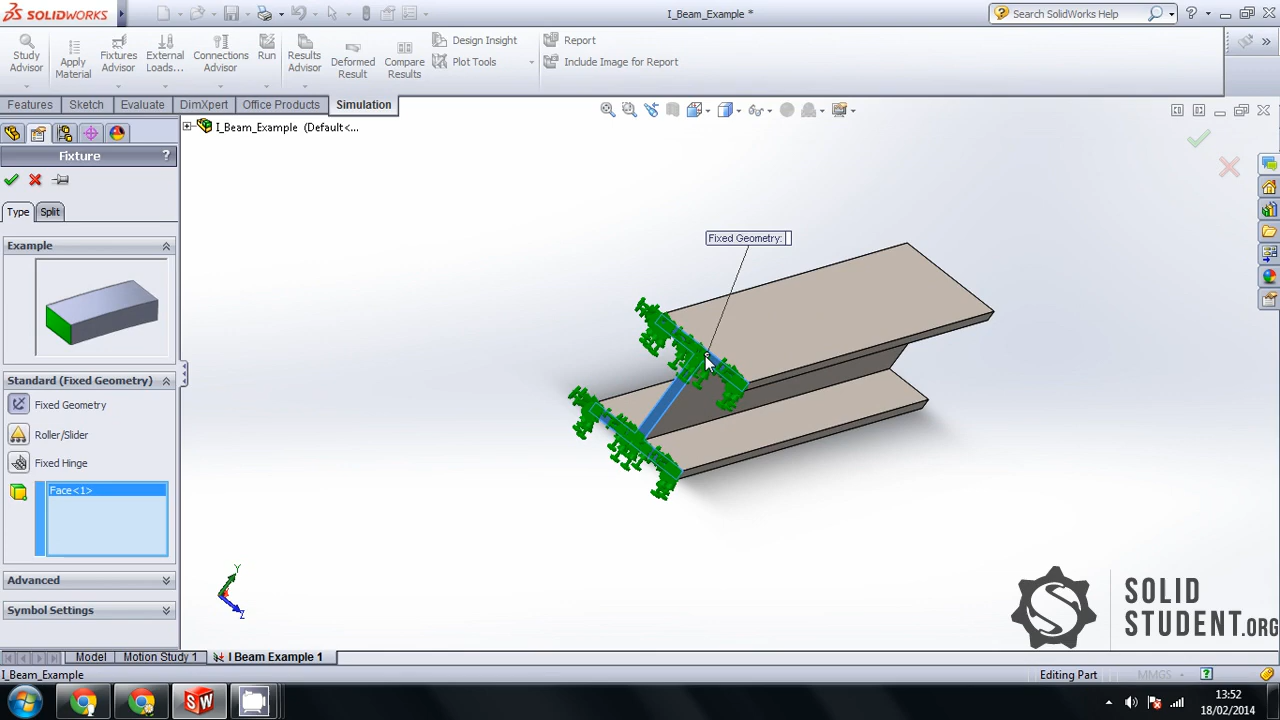 SOLIDWORKS
I_Beam_Example *
Search SolidWorks Help
Study Advisor
Apply Material
Fixtures Advisor
External Loads...
Connections Advisor
Run
Results Advisor
Deformed Result
Compare Results
Design Insight
Plot Tools
Report
Include Image for Report
Features
Sketch
Evaluate
DimXpert
Office Products
Simulation
I_Beam_Example (Default<...
Fixture
?
Type
Split
Example
Standard (Fixed Geometry)
Fixed Geometry
Roller/Slider
Fixed Hinge
Face<1>
Advanced
Symbol Settings
Fixed Geometry:
Y
Z
SOLID
STUDENT.ORG
Model
Motion Study 1
I Beam Example 1
I_Beam_Example
Editing Part
MMGS
?
SW
13:52
18/02/2014